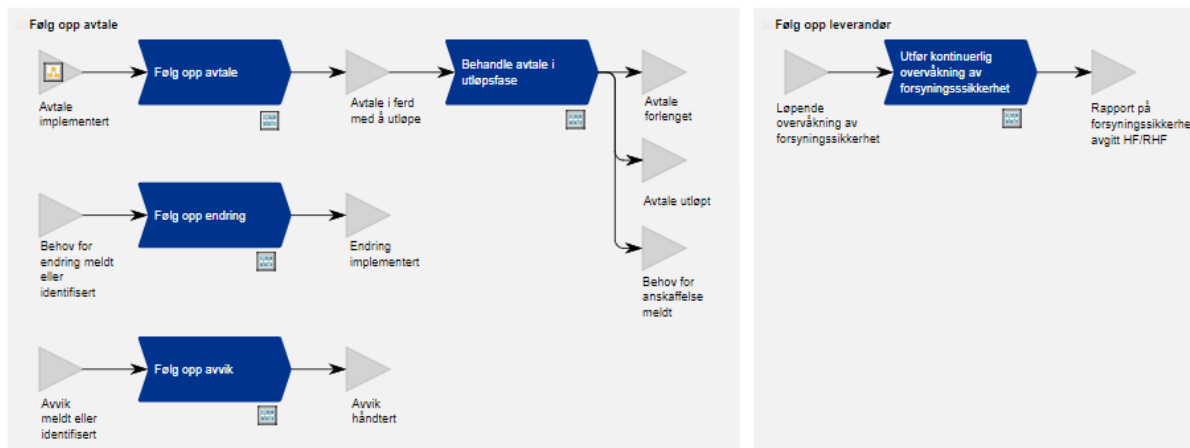 Følg opp avtale
Følg opp avtale
Avtale
implementert
Avtale i ferd
med å utløpe
Behandle avtale i
utløpsfase
Avtale
forlenget
Avtale utløpt
Behov for
anskaffelse
meldt
Følg opp endring
Behov for
endring meldt
eller
identifisert
Endring
implementert
Følg opp avvik
Avvik
meldt eller
identifisert
Avvik
håndtert
Følg opp leverandør
Løpende
overvåkning av
forsyningssikkerhet
Utfør kontinuerlig
overvåkning av
forsyningsssikkerhet
Rapport på
forsyningssikkerhe
avgitt HF/RHF